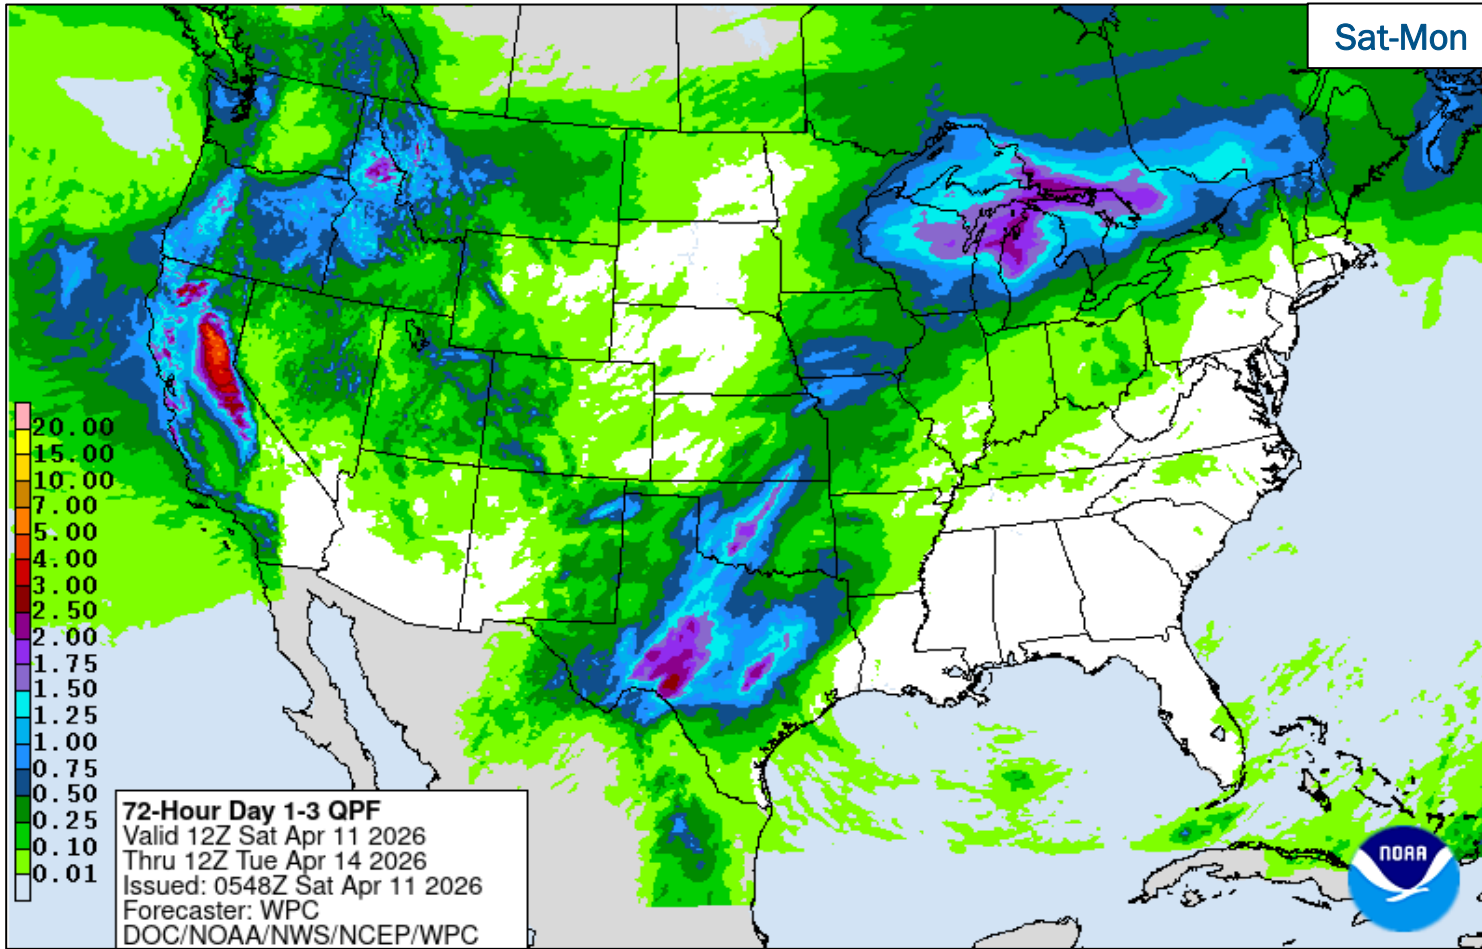 Sat-Mon
20.00
15.00
10.00
7.00
5.00
4.00
3.00
2.50
2.00
1.75
1.50
1.25
1.00
0.75
0.50
0.25
0.10
0.01
72-Hour Day 1-3 QPF
Valid 12Z Sat Apr 11 2026
Thru 12Z Tue Apr 14 2026
Issued: 0548Z Sat Apr 11 2026
Forecaster: WPC
DOC/NOAA/NWS/NCEP/WPC
NOAA